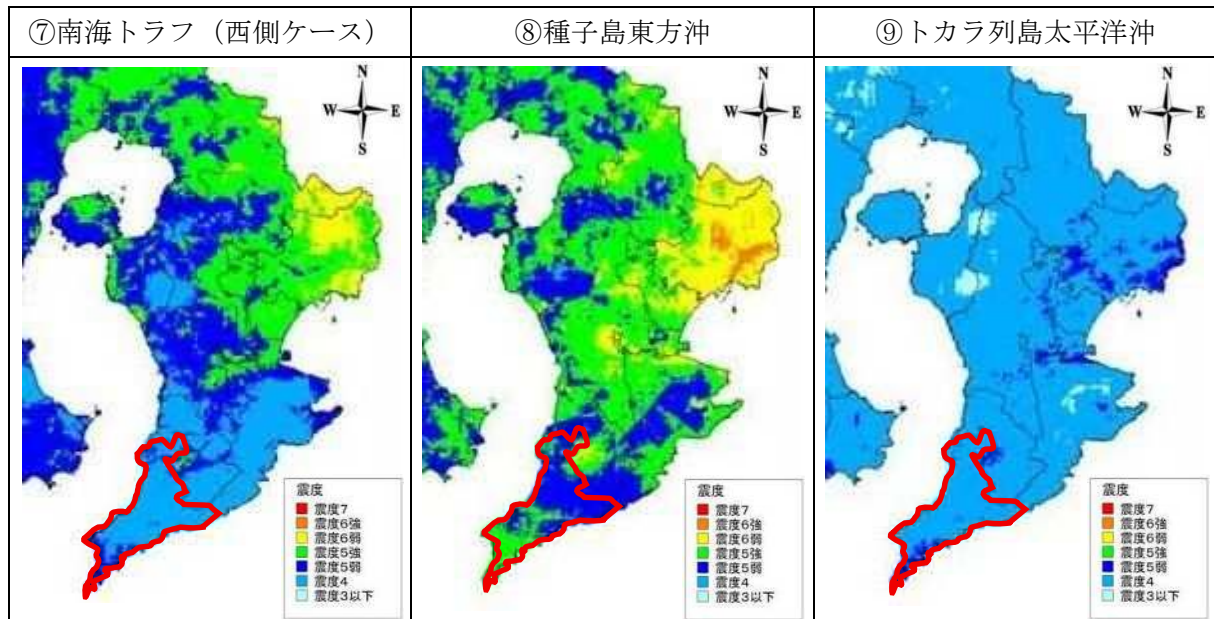 ⑦南海トラフ（西側ケース）
⑧種子島東方沖
⑨トカラ列島太平洋沖
N
W E
S
N
W E
S
N
W E
S
震度
震度7
震度6強
震度6弱
震度5強
震度5弱
震度4
震度3以下
震度
震度7
震度6強
震度6弱
震度5強
震度5弱
震度4
震度3以下
震度
震度7
震度6強
震度6弱
震度5強
震度5弱
震度4
震度3以下